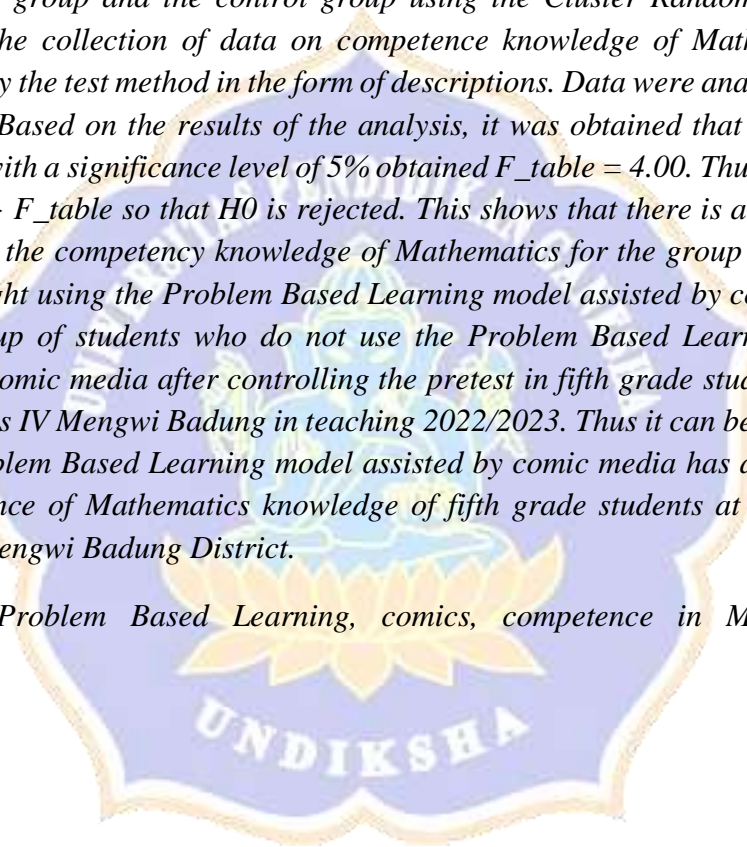 group and the control group using the Cluster Random
he collection of data on competence knowledge of Math
y the test method in the form of descriptions. Data were ana
Based on the results of the analysis, it was obtained that
with a significance level of 5% obtained F_table = 4.00. Thu
F_table so that H0 is rejected. This shows that there is a
the competency knowledge of Mathematics for the group
ght using the Problem Based Learning model assisted by co
up of students who do not use the Problem Based Learn
omic media after controlling the pretest in fifth grade stud
s IV Mengwi Badung in teaching 2022/2023. Thus it can be
blem Based Learning model assisted by comic media has a
nce of Mathematics knowledge of fifth grade students at
engwi Badung District.
Problem Based Learning, comics, competence in M
UNIVERSITAS PENDIDIKAN GANESHA
UNDIKSHA